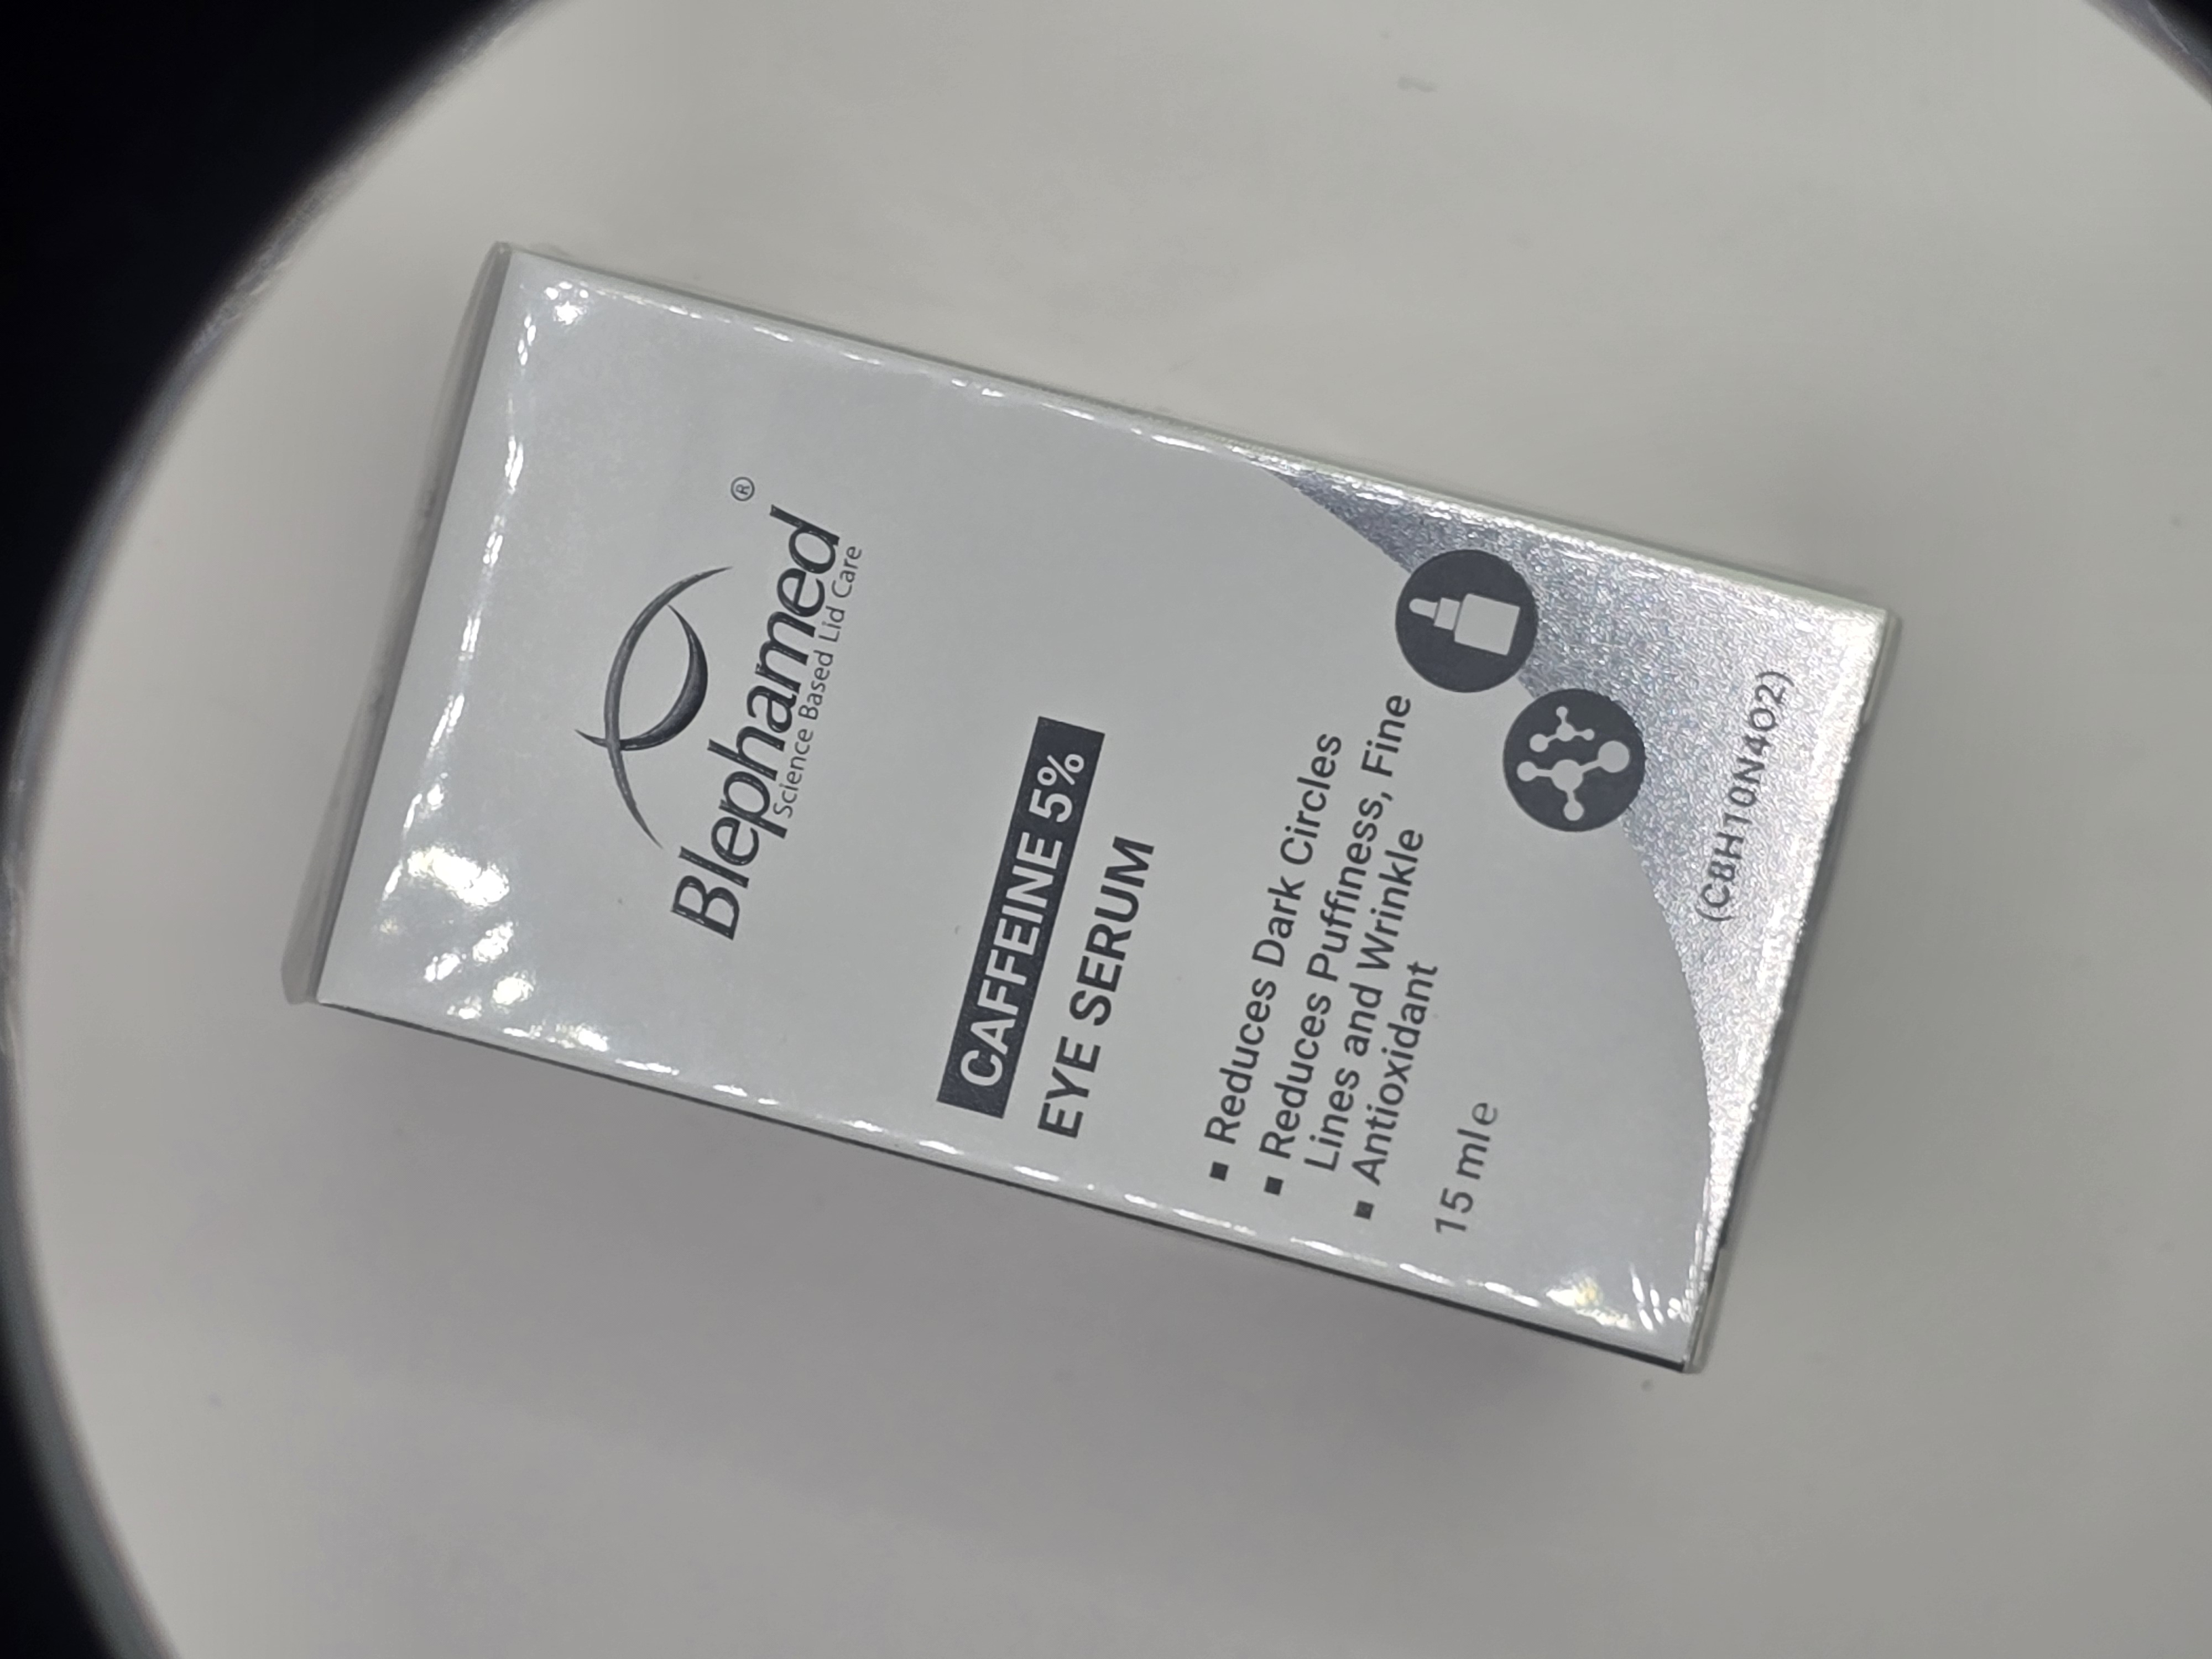 Blephamed®
Science Based Lid Care
CAFFEINE 5%
EYE SERUM
▪ Reduces Dark Circles
▪ Reduces Puffiness, Fine
Lines and Wrinkle
▪ Antioxidant
15 mle
(C8H10N4O2)